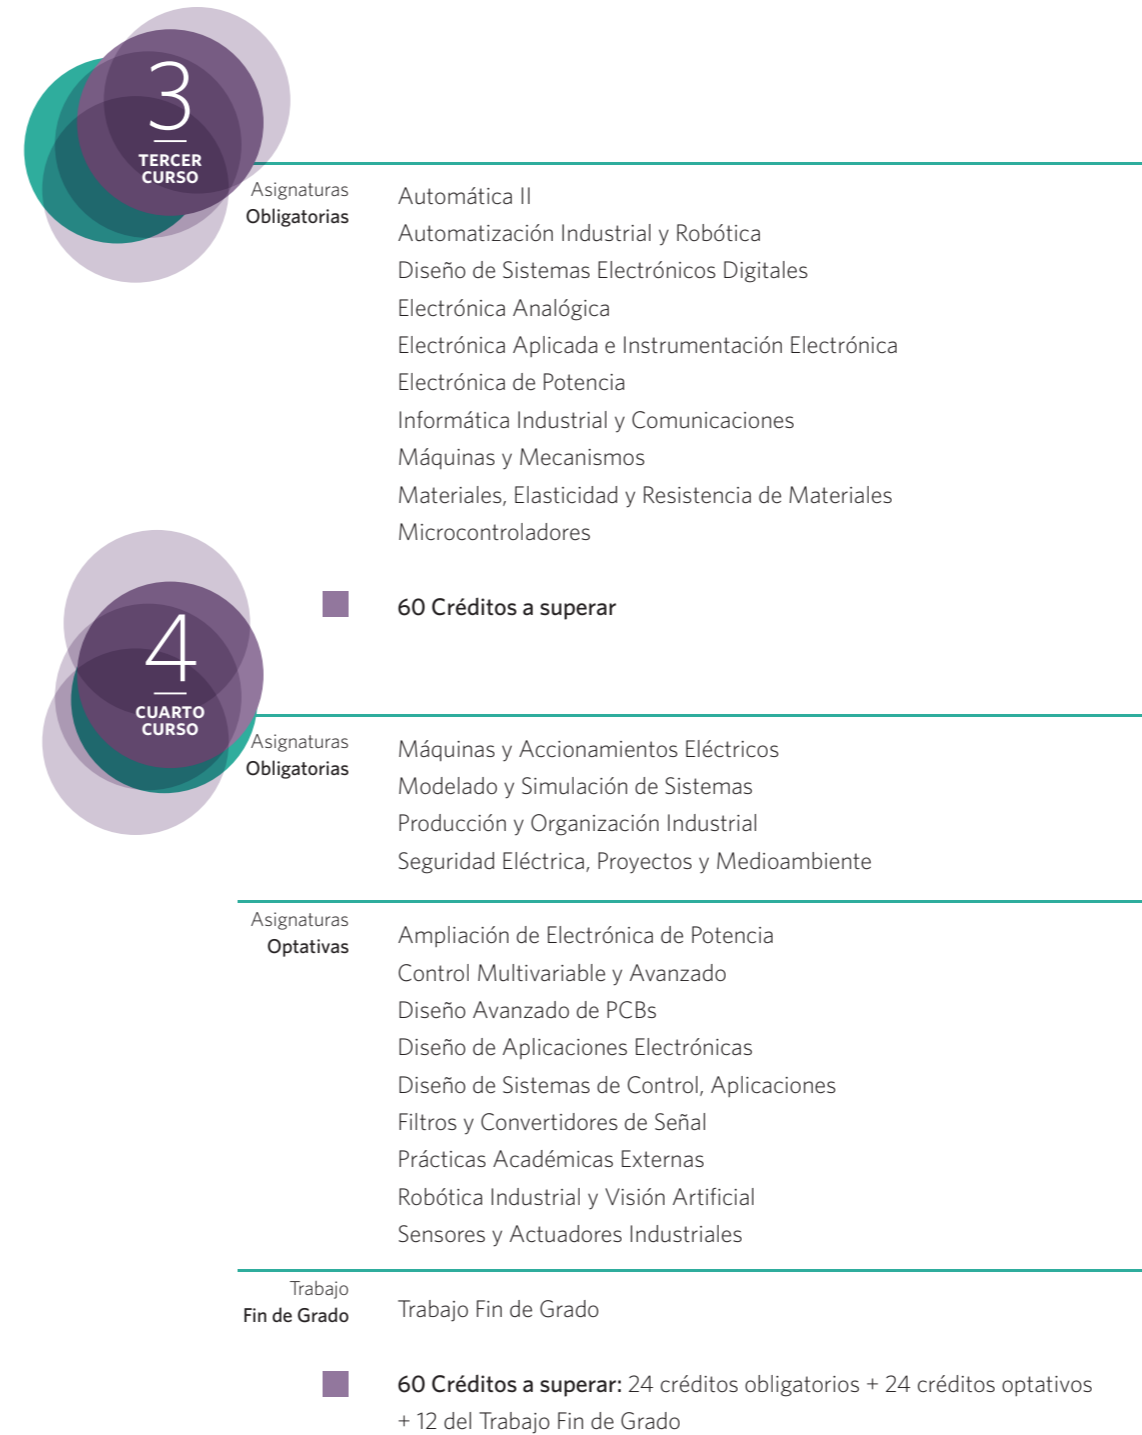 3
TERCER
CURSO
Asignaturas
Obligatorias
Automática II
Automatización Industrial y Robótica
Diseño de Sistemas Electrónicos Digitales
Electrónica Analógica
Electrónica Aplicada e Instrumentación Electrónica
Electrónica de Potencia
Informática Industrial y Comunicaciones
Máquinas y Mecanismos
Materiales, Elasticidad y Resistencia de Materiales
Microcontroladores
60 Créditos a superar
4
CUARTO
CURSO
Asignaturas
Obligatorias
Máquinas y Accionamientos Eléctricos
Modelado y Simulación de Sistemas
Producción y Organización Industrial
Seguridad Eléctrica, Proyectos y Medioambiente
Asignaturas
Optativas
Ampliación de Electrónica de Potencia
Control Multivariable y Avanzado
Diseño Avanzado de PCBs
Diseño de Aplicaciones Electrónicas
Diseño de Sistemas de Control, Aplicaciones
Filtros y Convertidores de Señal
Prácticas Académicas Externas
Robótica Industrial y Visión Artificial
Sensores y Actuadores Industriales
Trabajo
Fin de Grado
Trabajo Fin de Grado
60 Créditos a superar: 24 créditos obligatorios + 24 créditos optativos
+ 12 del Trabajo Fin de Grado